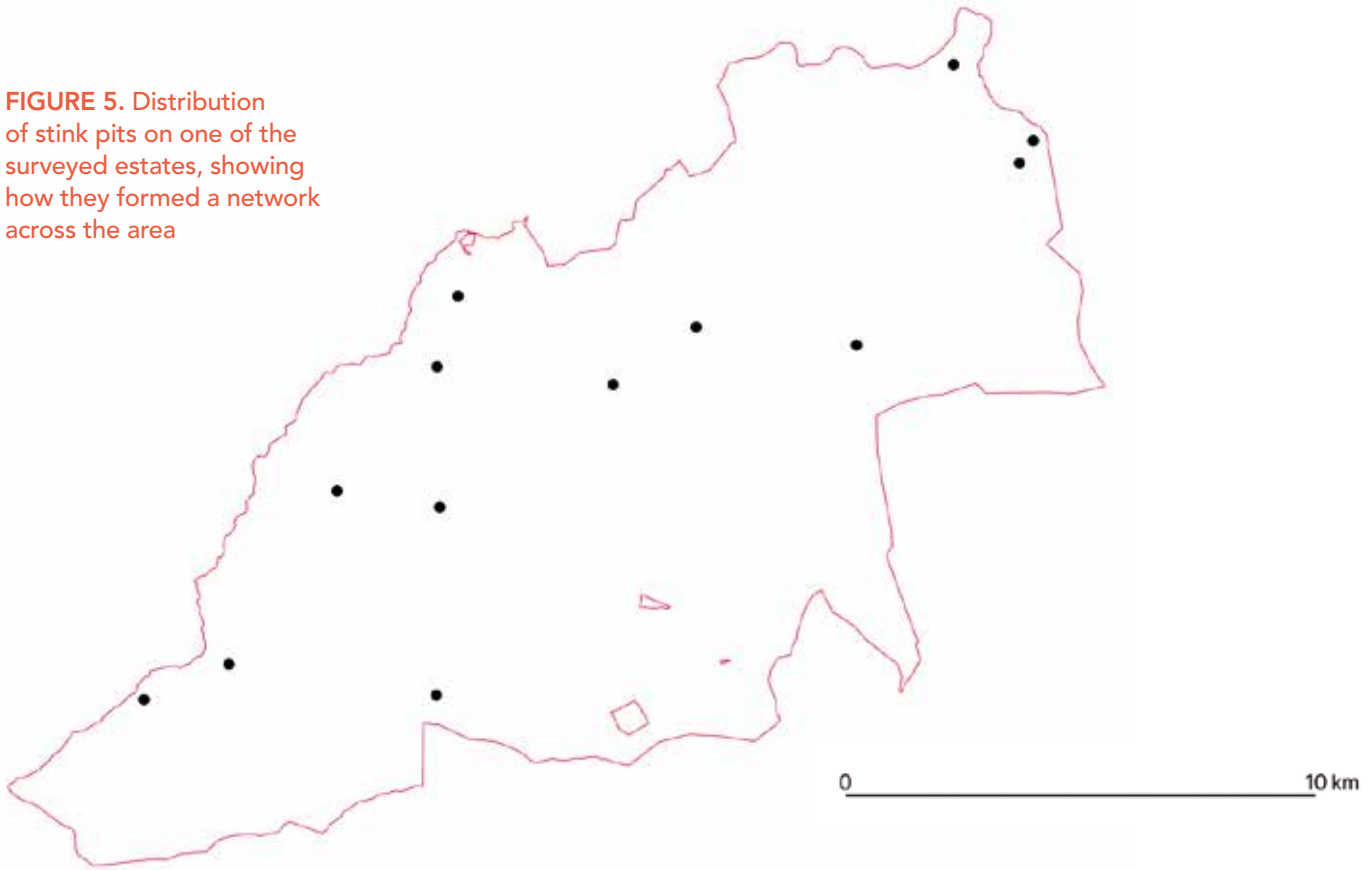 FIGURE 5. Distribution
of stink pits on one of the
surveyed estates, showing
how they formed a network
across the area
0 10 km